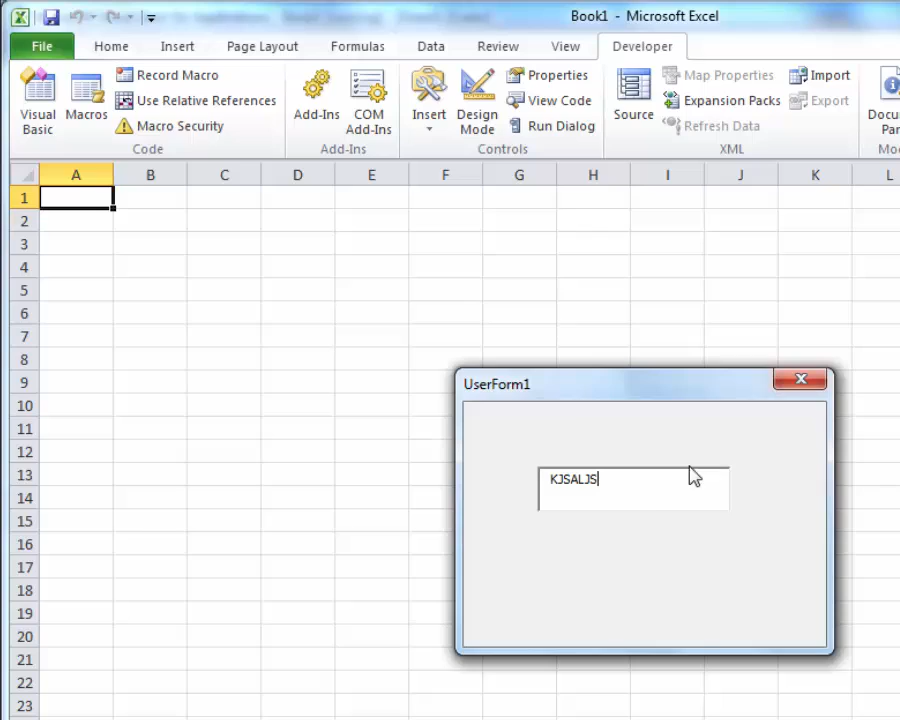 Book1 - Microsoft Excel
File Home Insert Page Layout Formulas Data Review View Developer
Visual Basic
Macros
Record Macro
Use Relative References
Macro Security
Code
Add-Ins
COM Add-Ins
Add-Ins
Insert
Design Mode
Properties
View Code
Run Dialog
Controls
Source
Map Properties
Expansion Packs
Refresh Data
Import
Export
XML
Docu
Par
Mo
A B C D E F G H I J K L
1
2
3
4
5
6
7
8
9
10
11
12
13
14
15
16
17
18
19
20
21
22
23
UserForm1
KJSALJS